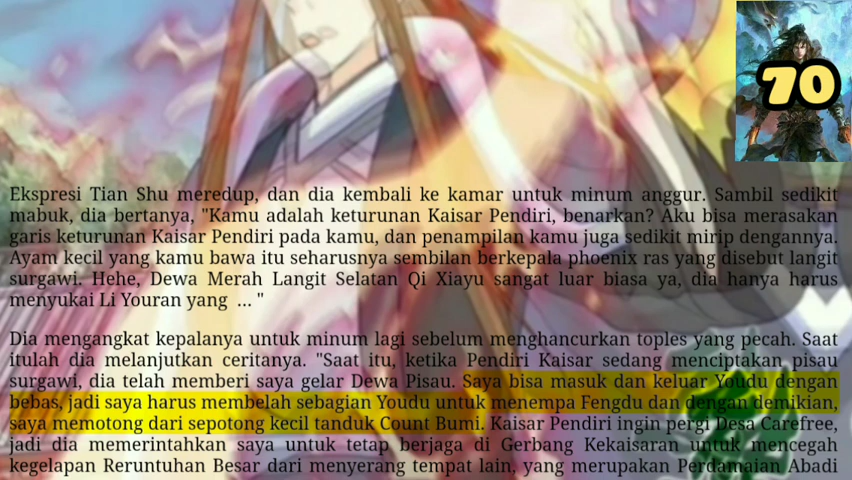 70
Ekspresi Tian Shu meredup, dan dia kembali ke kamar untuk minum anggur. Sambil sedikit
mabuk, dia bertanya, "Kamu adalah keturunan Kaisar Pendiri, benarkan? Aku bisa merasakan
garis keturunan Kaisar Pendiri pada kamu, dan penampilan kamu juga sedikit mirip dengannya.
Ayam kecil yang kamu bawa itu seharusnya sembilan berkepala phoenix ras yang disebut langit
surgawi. Hehe, Dewa Merah Langit Selatan Qi Xiayu sangat luar biasa ya, dia hanya harus
menyukai Li Youran yang ... "
Dia mengangkat kepalanya untuk minum lagi sebelum menghancurkan toples yang pecah. Saat
itulah dia melanjutkan ceritanya. "Saat itu, ketika Pendiri Kaisar sedang menciptakan pisau
surgawi, dia telah memberi saya gelar Dewa Pisau. Saya bisa masuk dan keluar Youdu dengan
bebas, jadi saya harus membelah sebagian Youdu untuk menempa Fengdu dan dengan demikian,
saya memotong dari sepotong kecil tanduk Count Bumi. Kaisar Pendiri ingin pergi Desa Carefree,
jadi dia memerintahkan saya untuk tetap berjaga di Gerbang Kekaisaran untuk mencegah
kegelapan Reruntuhan Besar dari menyerang tempat lain, yang merupakan Perdamaian Abadi